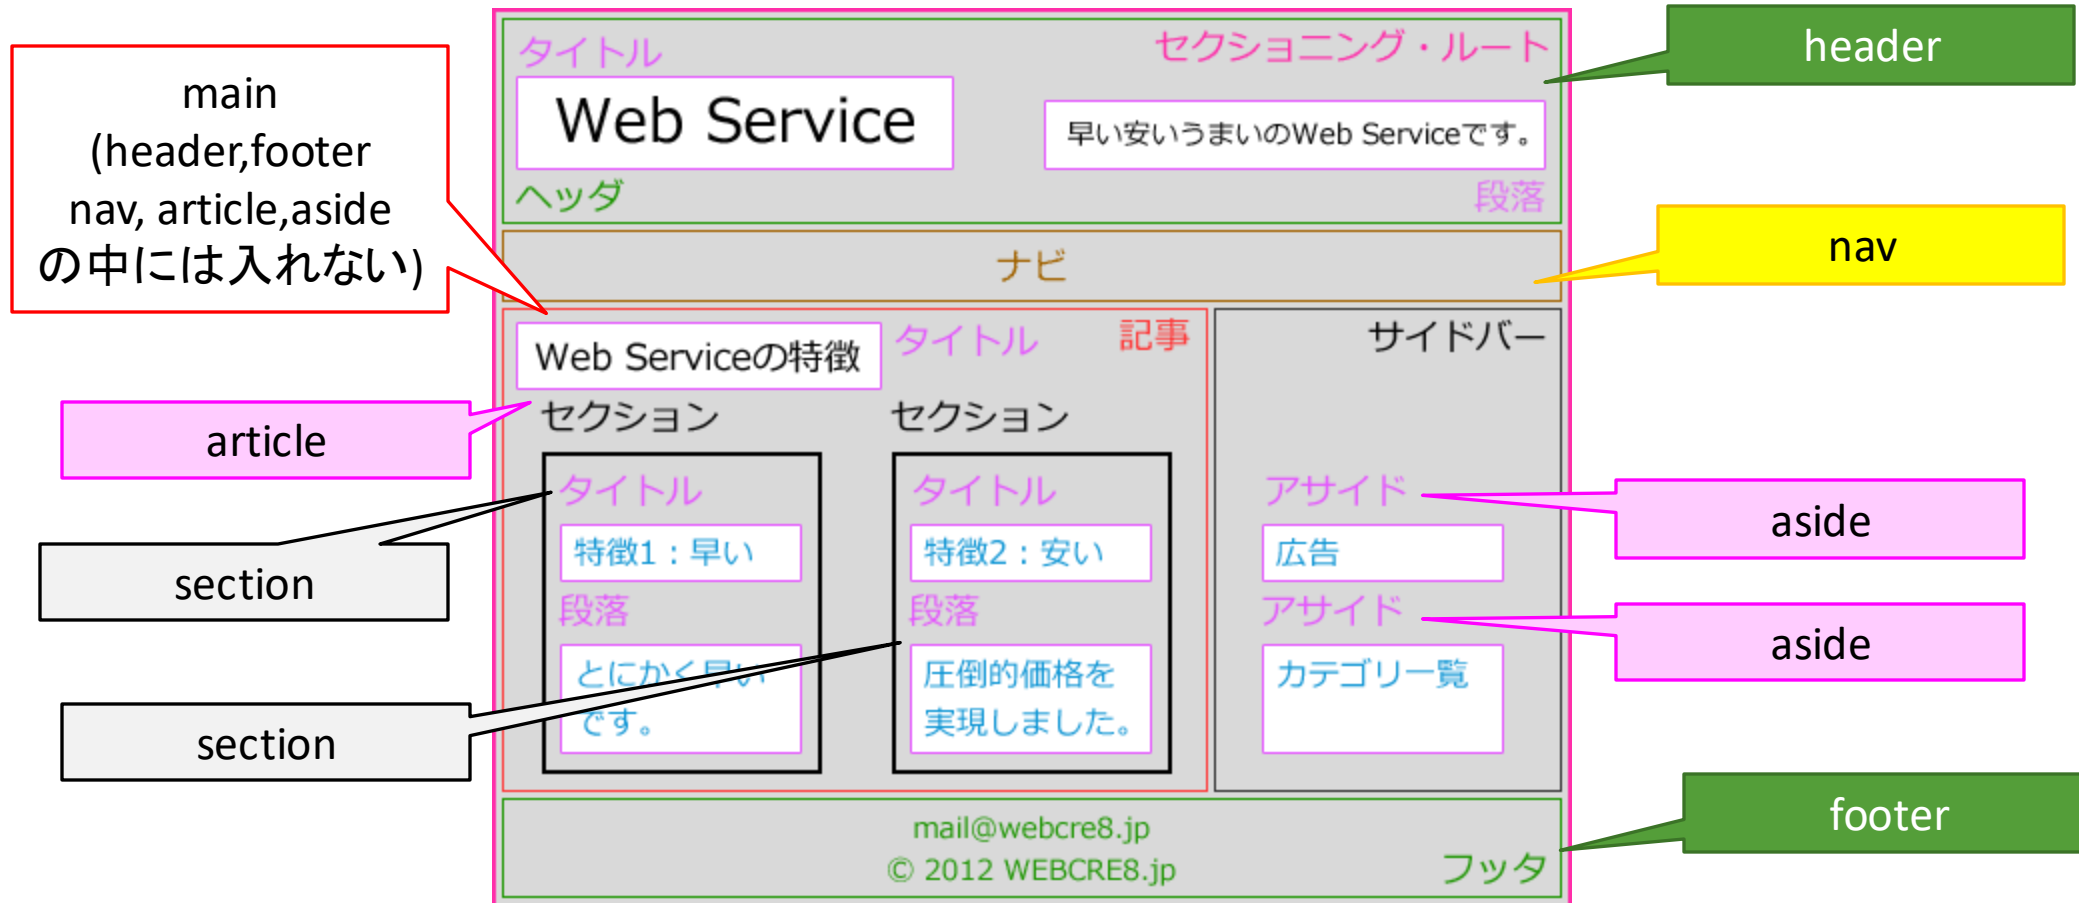 main
(header,footer
nav, article,aside
の中には入れない)
article
section
section
タイトル
セクショニング・ルート
Web Service
早い安いうまいのWeb Serviceです。
ヘッダ
段落
ナビ
Web Serviceの特徴
タイトル
記事
セクション
セクション
タイトル
特徴1：早い
段落
とにかく早い
です。
タイトル
特徴2：安い
段落
圧倒的価格を
実現しました。
サイドバー
アサイド
広告
アサイド
カテゴリ一覧
mail@webcre8.jp
© 2012 WEBCRE8.jp
フッタ
header
nav
aside
aside
footer